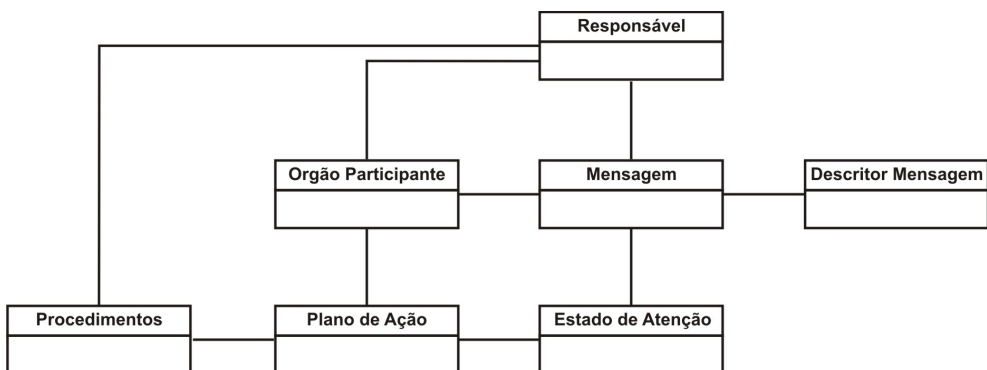 Responsável
Orgão Participante
Mensagem
Descritor Mensagem
Procedimentos
Plano de Ação
Estado de Atenção